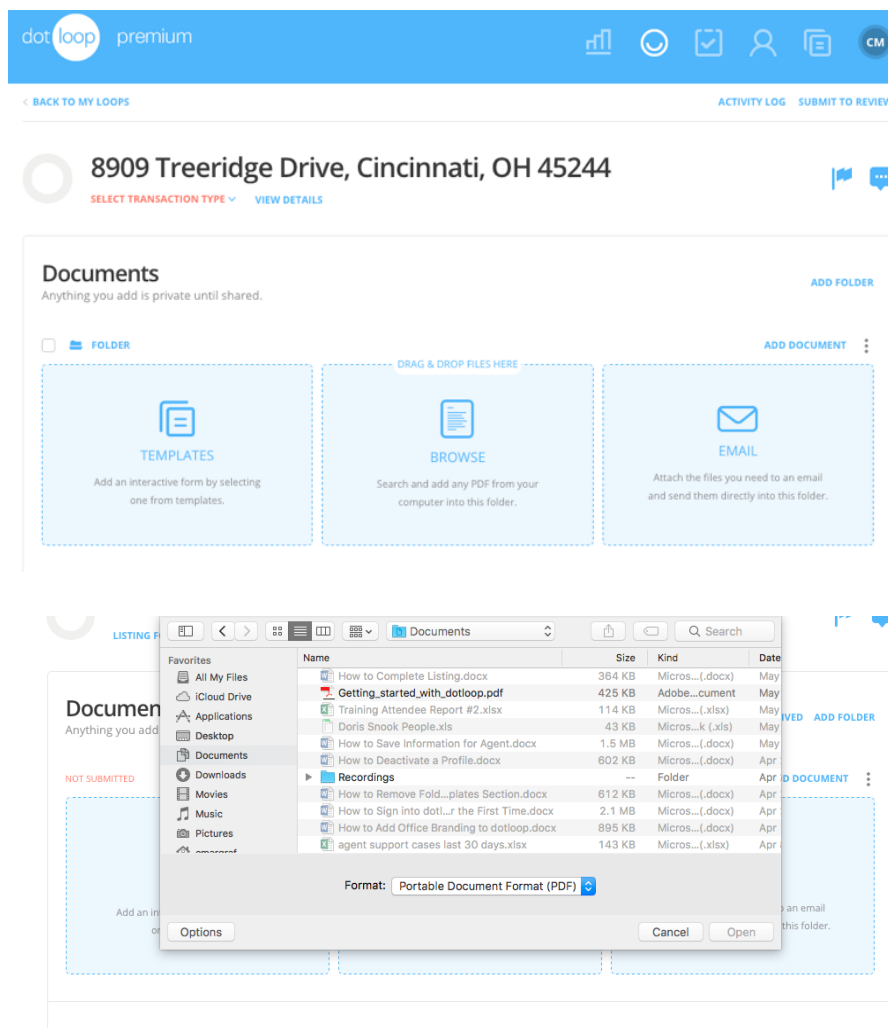 dotloop premium
CM
< BACK TO MY LOOPS ACTIVITY LOG SUBMIT TO REVIEW
8909 Treeridge Drive, Cincinnati, OH 45244
SELECT TRANSACTION TYPE VIEW DETAILS
Documents
Anything you add is private until shared.
ADD FOLDER
FOLDER
ADD DOCUMENT
DRAG & DROP FILES HERE
TEMPLATES
Add an interactive form by selecting
one from templates.
BROWSE
Search and add any PDF from your
computer into this folder.
EMAIL
Attach the files you need to an email
and send them directly into this folder.
LISTING F
Documents
Search
Favorites
All My Files
iCloud Drive
Applications
Desktop
Documents
Downloads
Movies
Music
Pictures
Name Size Kind Date
How to Complete Listing.docx 364 KB Micros...(.docx) May
Getting_started_with_dotloop.pdf 425 KB Adobe...cument May
Training Attendee Report #2.xlsx 114 KB Micros...(.xlsx) May
Doris Snook People.xls 43 KB Micros...k (.xls) May
How to Save Information for Agent.docx 1.5 MB Micros...(.docx) May
How to Deactivate a Profile.docx 602 KB Micros...(.docx) Apr
Recordings -- Folder Apr
How to Remove Fold...plates Section.docx 612 KB Micros...(.docx) Apr
How to Sign into dotl...r the First Time.docx 2.1 MB Micros...(.docx) Apr
How to Add Office Branding to dotloop.docx 895 KB Micros...(.docx) Apr
agent support cases last 30 days.xlsx 143 KB Micros...(.xlsx) Apr
Format: Portable Document Format (PDF)
Options Cancel Open
Documen
Anything you add
IVED ADD FOLDER
NOT SUBMITTED
D DOCUMENT
Add an in
or
o an email
this folder.